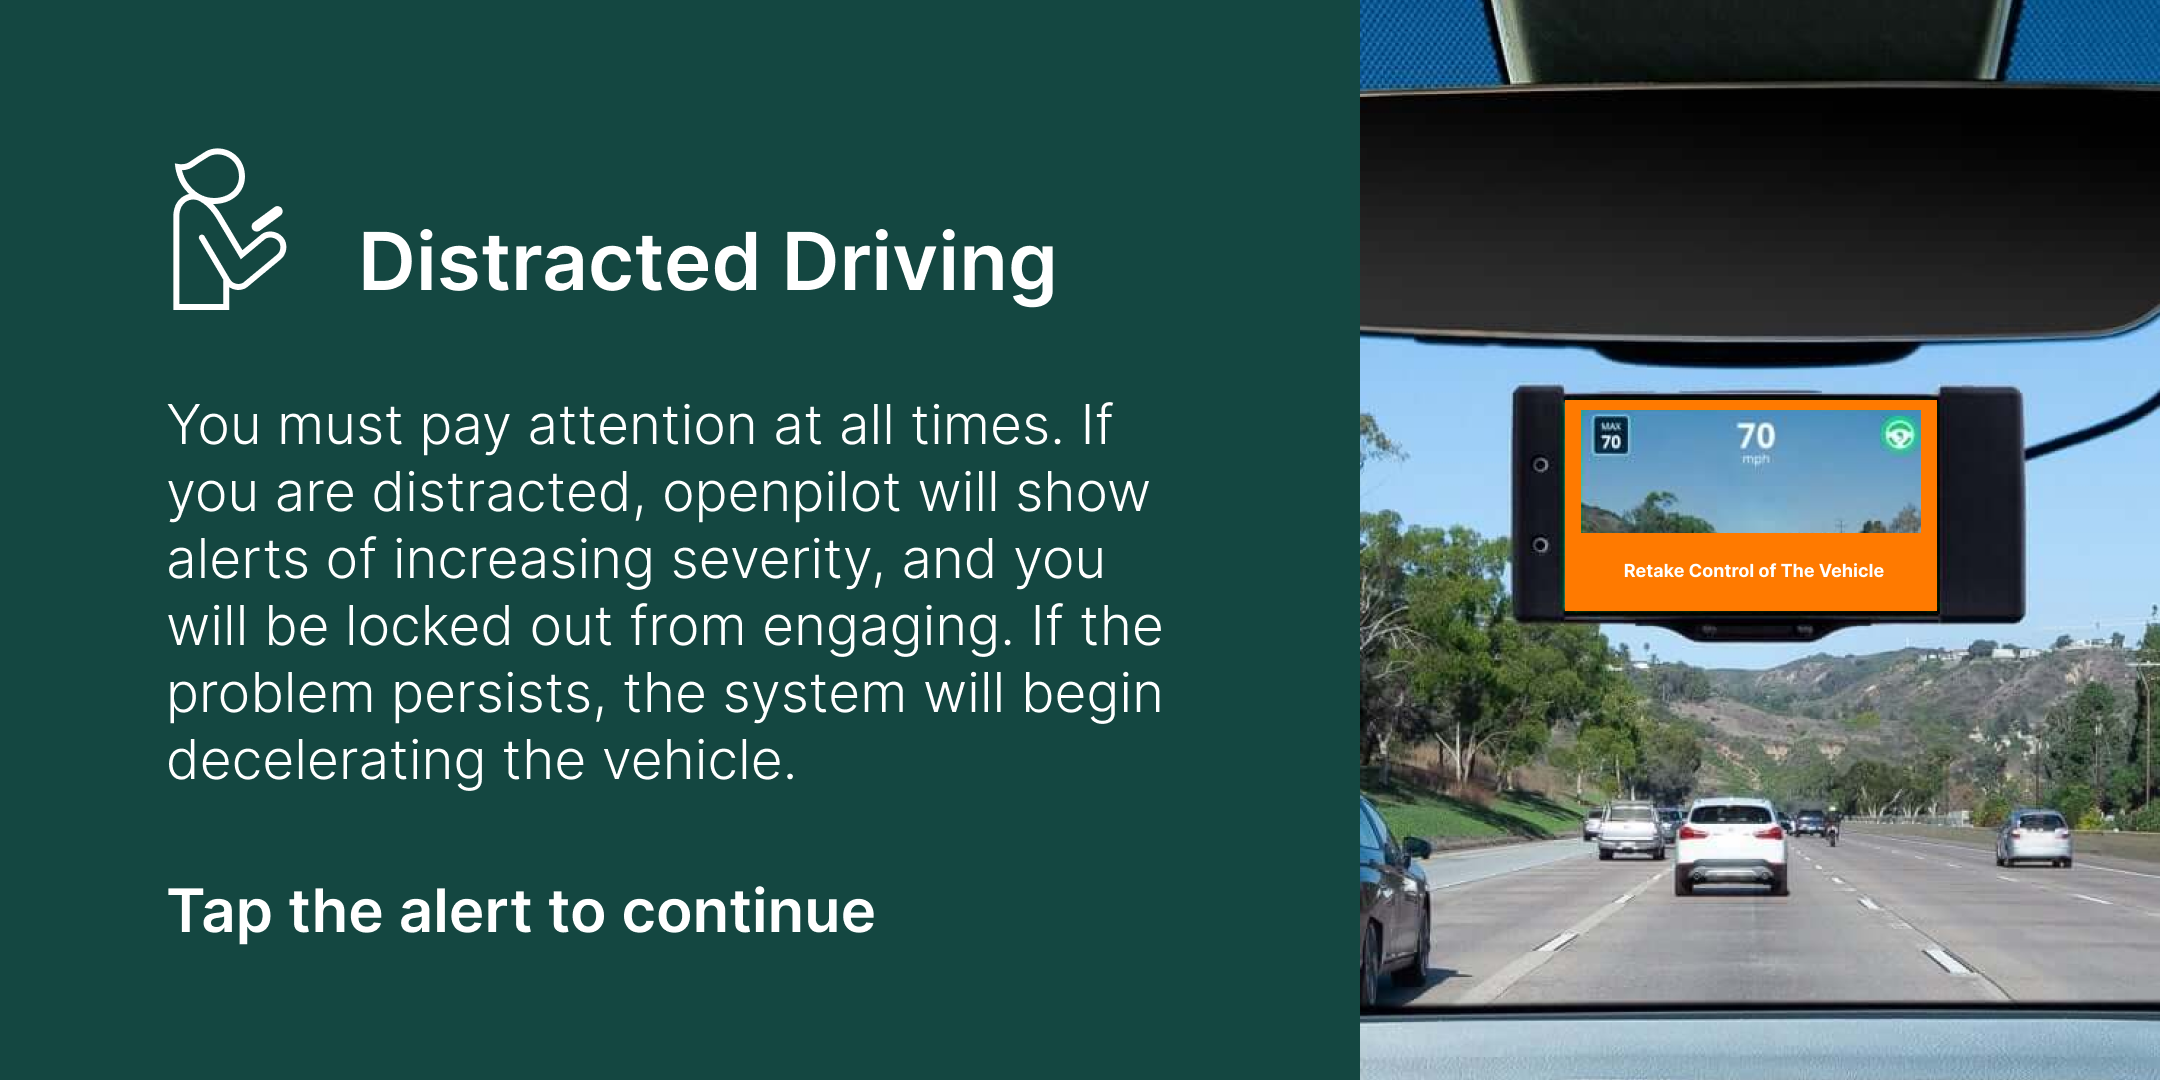 Distracted Driving
You must pay attention at all times. If
you are distracted, openpilot will show
alerts of increasing severity, and you
will be locked out from engaging. If the
problem persists, the system will begin
decelerating the vehicle.
Tap the alert to continue
MAX
70
70
mph
Retake Control of The Vehicle